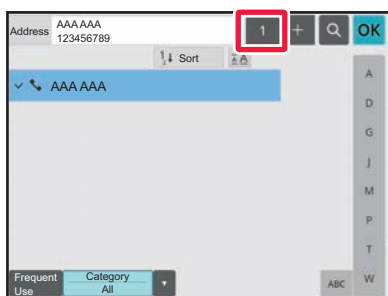 Address AAA AAA
123456789
1
+
OK
Sort
AAA AAA
A
D
G
J
M
P
T
W
Frequent Use
Category
All
ABC